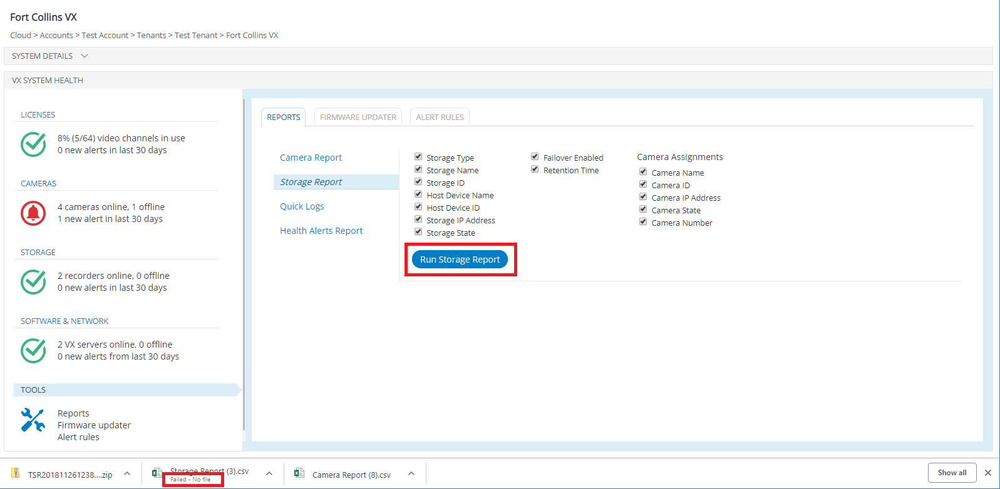 Fort Collins VX
Cloud > Accounts > Test Account > Tenants > Test Tenant > Fort Collins VX
SYSTEM DETAILS
VX SYSTEM HEALTH
LICENSES
8% (5/64) video channels in use
0 new alerts in last 30 days
CAMERAS
4 cameras online, 1 offline
1 new alert in last 30 days
STORAGE
2 recorders online, 0 offline
0 new alerts in last 30 days
SOFTWARE & NETWORK
2 VX servers online, 0 offline
0 new alerts from last 30 days
TOOLS
Reports
Firmware updater
Alert rules
REPORTS
FIRMWARE UPDATER
ALERT RULES
Camera Report
Storage Report
Quick Logs
Health Alerts Report
Storage Type
Storage Name
Storage ID
Host Device Name
Host Device ID
Storage IP Address
Storage State
Failover Enabled
Retention Time
Camera Assignments
Camera Name
Camera ID
Camera IP Address
Camera State
Camera Number
Run Storage Report
TSR201811261238....zip
Storage Report (3).csv
Failed - No file
Camera Report (8).csv
Show all